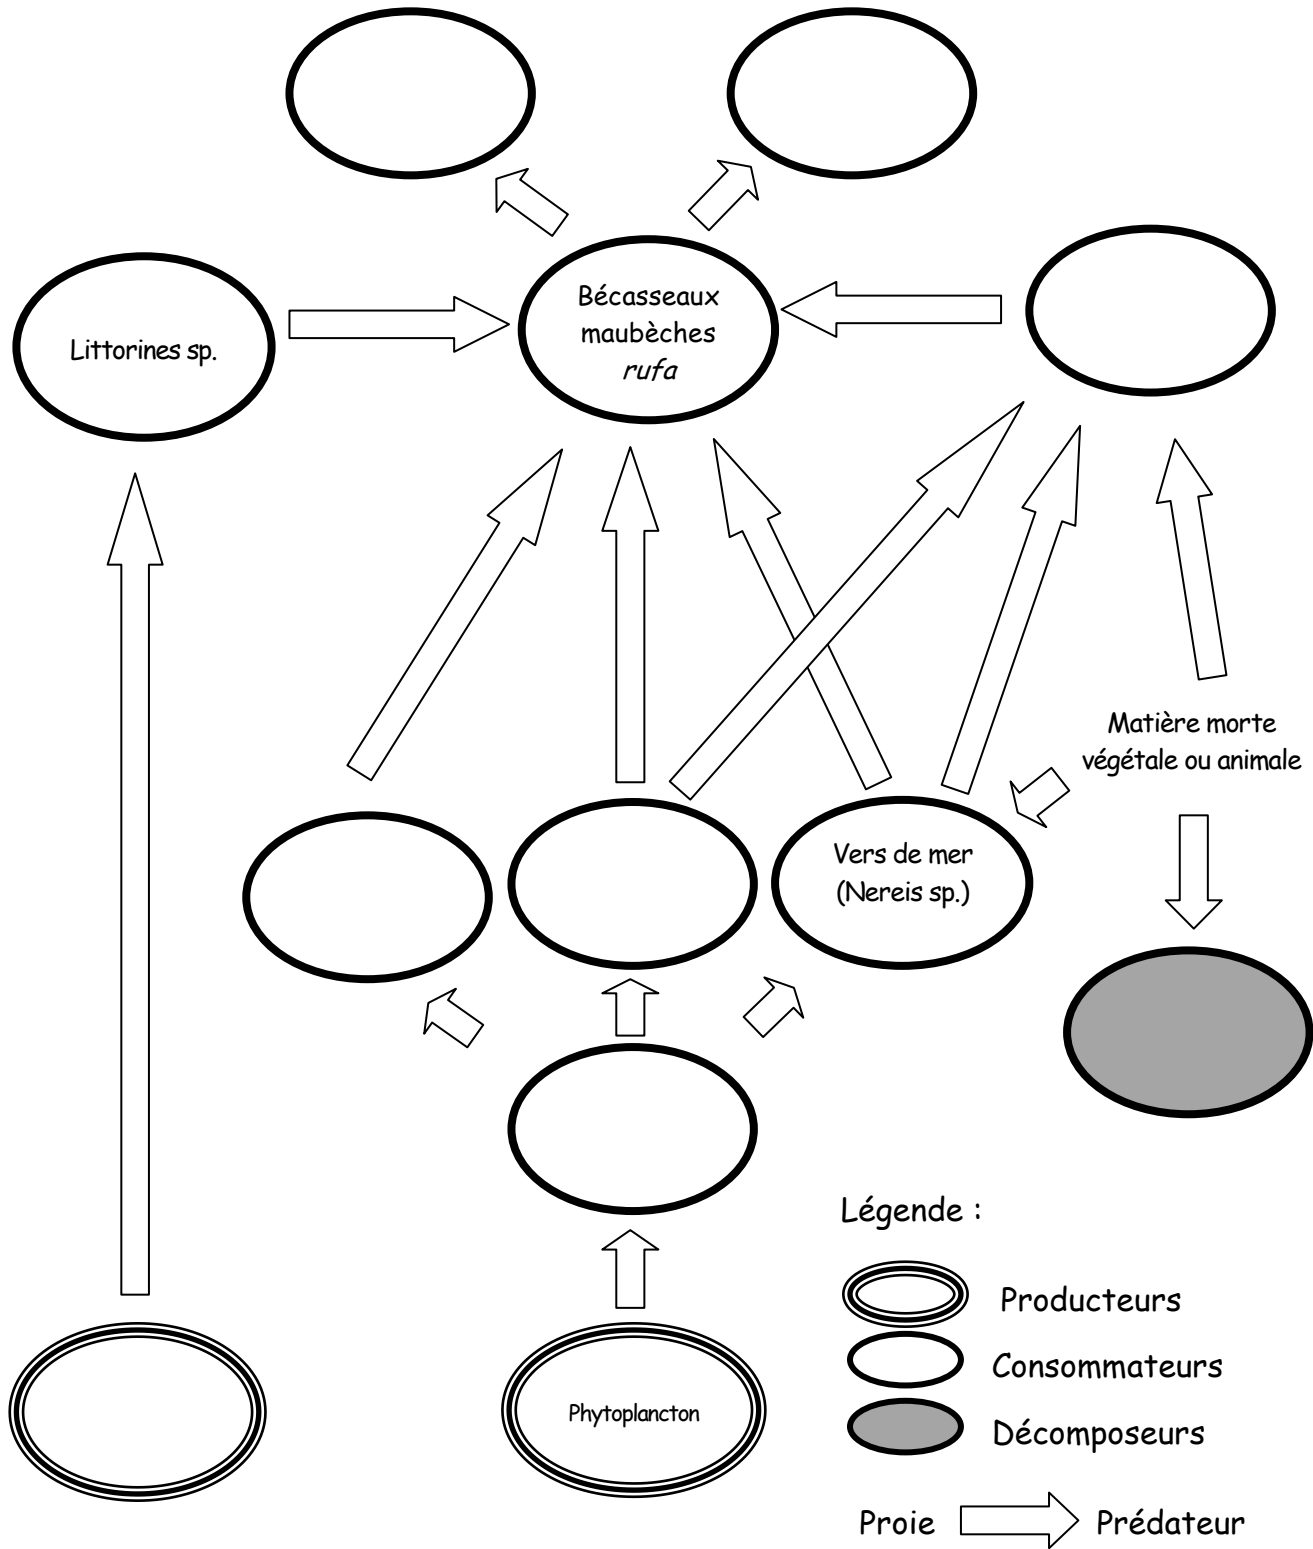 Bécasseaux
maubèches
rufa
Littorines sp.
Matière morte
végétale ou animale
Vers de mer
(Nereis sp.)
Phytoplancton
Légende :
Producteurs
Consommateurs
Décomposeurs
Proie
Prédateur